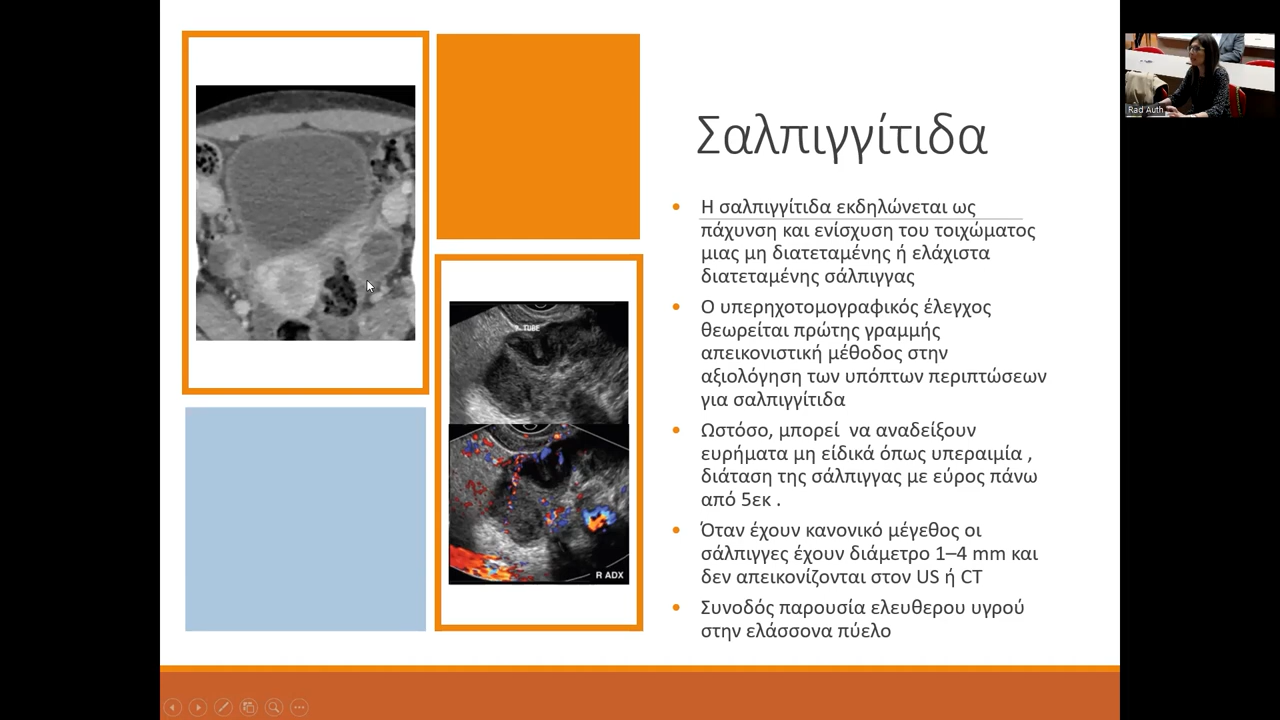 Σαλπιγγίτιδα
Η σαλπιγγίτιδα εκδηλώνεται ως
πάχυνση και ενίσχυση του τοιχώματος
μιας μη διατεταμένης ή ελάχιστα
διατεταμένης σάλπιγγας
Ο υπερηχοτομογραφικός έλεγχος
θεωρείται πρώτης γραμμής
απεικονιστική μέθοδος στην
αξιολόγηση των υπόπτων περιπτώσεων
για σαλπιγγίτιδα
Ωστόσο, μπορεί  να αναδείξουν
ευρήματα μη είδικά όπως υπεραιμία ,
διάταση της σάλπιγγας με εύρος πάνω
από 5εκ .
Όταν έχουν κανονικό μέγεθος οι
σάλπιγγες έχουν διάμετρο 1–4 mm και
δεν απεικονίζονται στον US ή CT
Συνοδός παρουσία ελευθερου υγρού
στην ελάσσονα πύελο
TUBE
R ADX
Rad Auth